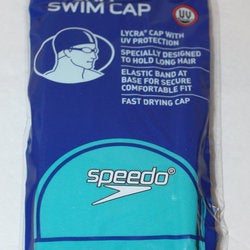 SWIM CAP
UV
LYCRA® CAP WITH
UV PROTECTION
SPECIALLY DESIGNED
TO HOLD LONG HAIR
ELASTIC BAND AT
BASE FOR SECURE
COMFORTABLE FIT
FAST DRYING CAP
speedo